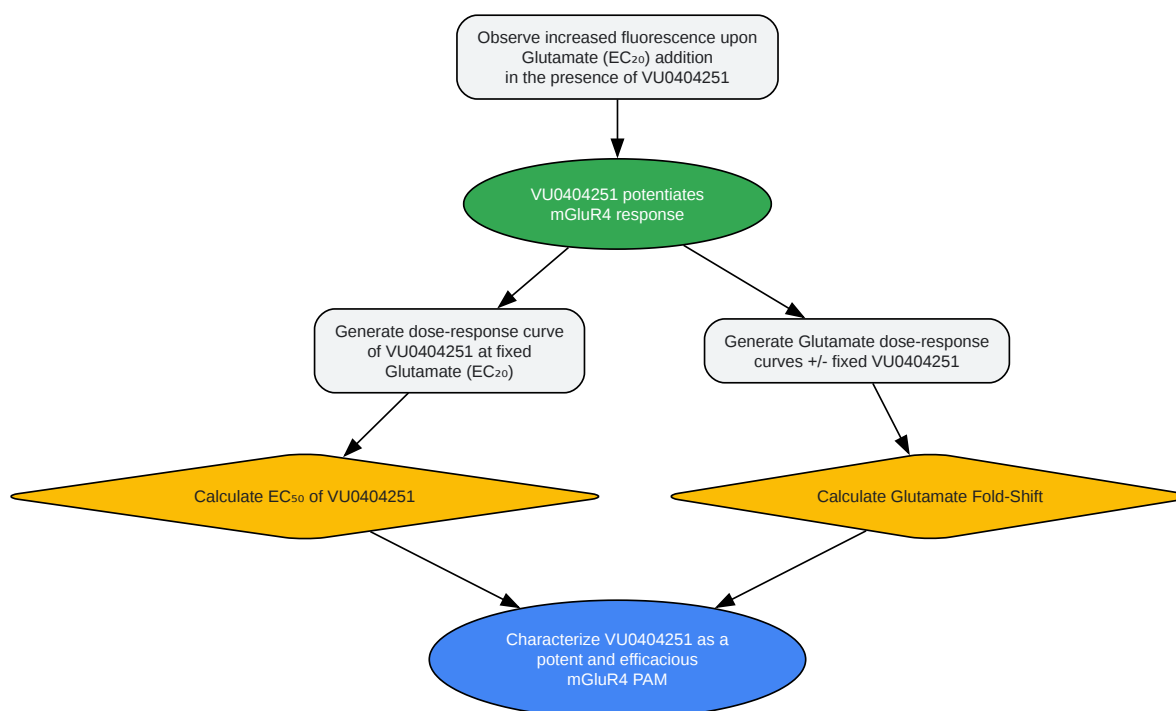 Observe increased fluorescence upon
Glutamate (EC₂₀) addition
in the presence of VU0404251
VU0404251 potentiates
mGluR4 response
Generate dose-response curve
of VU0404251 at fixed
Glutamate (EC₂₀)
Generate Glutamate dose-response
curves +/- fixed VU0404251
Calculate EC₅₀ of VU0404251
Calculate Glutamate Fold-Shift
Characterize VU0404251 as a
potent and efficacious
mGluR4 PAM